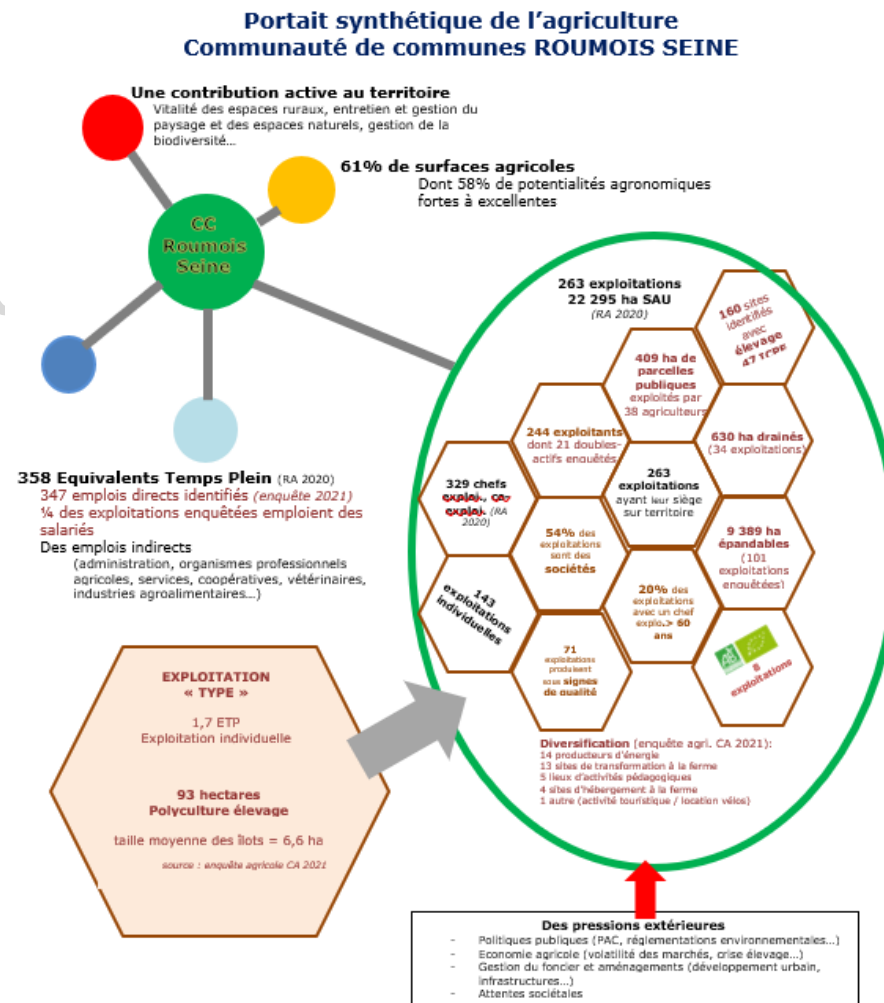 Portait synthétique de l'agriculture
Communauté de communes ROUMOIS SEINE
Une contribution active au territoire
Vitalité des espaces ruraux, entretien et gestion du
paysage et des espaces naturels, gestion de la
biodiversité…
61% de surfaces agricoles
Dont 58% de potentialités agronomiques
fortes à excellentes
CC
Roumois
Seine
263 exploitations
22 295 ha SAU
(RA 2020)
160 sites
identifiés
avec
élevage
47 ICPE
409 ha de
parcelles
publiques
exploités par
38 agriculteurs
244 exploitants
dont 21 doubles-
actifs enquêtés
630 ha drainés
(34 exploitations)
329 chefs
exploi., co-
exploi. (RA
2020)
263
exploitations
ayant leur siège
sur territoire
54% des
exploitations
sont des
sociétés
9 389 ha
épandables
(101
exploitations
enquêtées)
143
exploitations
individuelles
20% des
exploitations
avec un chef
explo.> 60
ans
71
exploitations
produisent
sous signes
de qualité
AB
8
exploitations
358 Equivalents Temps Plein (RA 2020)
347 emplois directs identifiés (enquête 2021)
¼ des exploitations enquêtées emploient des
salariés
Des emplois indirects
(administration, organismes professionnels
agricoles, services, coopératives, vétérinaires,
industries agroalimentaires…)
EXPLOITATION
« TYPE »
1,7 ETP
Exploitation individuelle
93 hectares
Polyculture élevage
taille moyenne des îlots = 6,6 ha
source : enquête agricole CA 2021
Diversification (enquête agri. CA 2021):
14 producteurs d'énergie
13 sites de transformation à la ferme
5 lieux d'activités pédagogiques
4 sites d'hébergement à la ferme
1 autre (activité touristique / location vélos)
Des pressions extérieures
- Politiques publiques (PAC, réglementations environnementales…)
- Economie agricole (volatilité des marchés, crise élevage…)
- Gestion du foncier et aménagements (développement urbain,
infrastructures…)
- Attentes sociétales